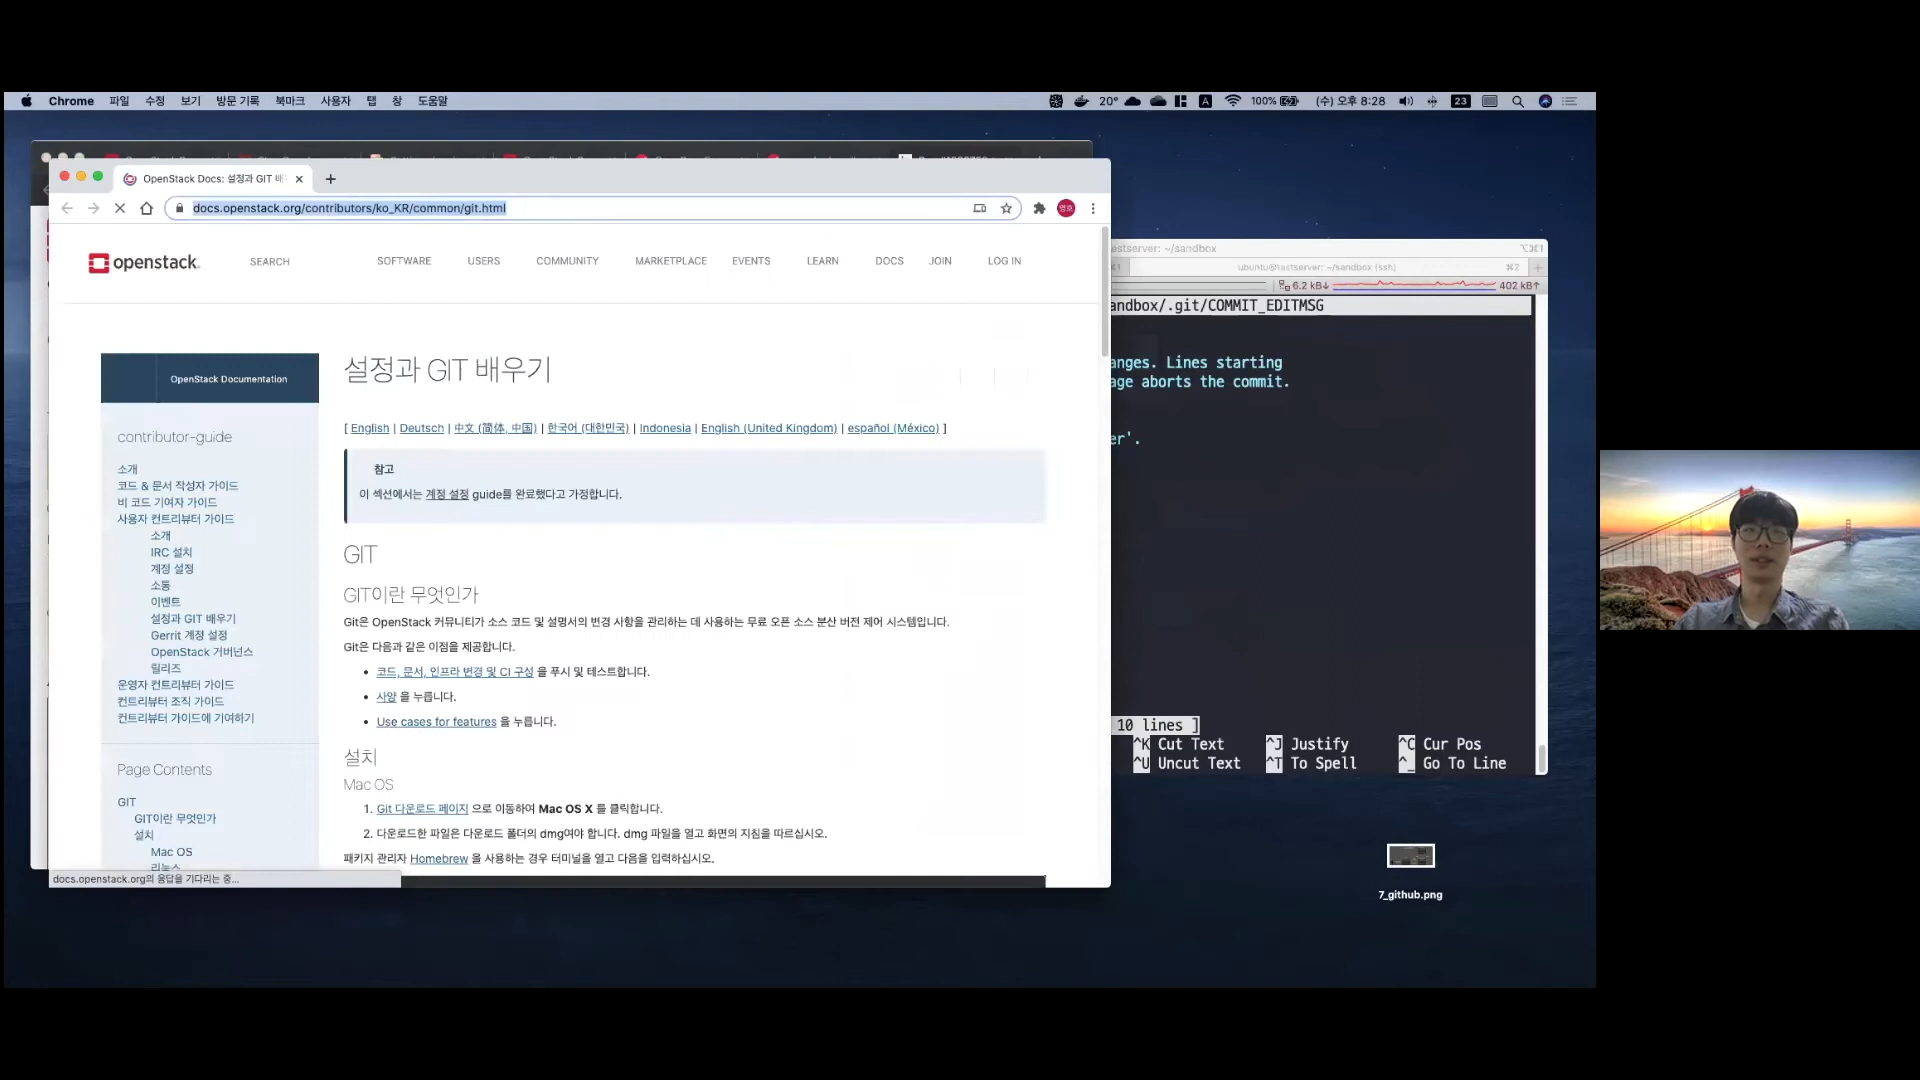 Chrome 파일 수정 보기 방문 기록 북마크 사용자 탭 창 도움말
20° A 100% (수) 오후 8:28 23
OpenStack Docs: 설정과 GIT 배
docs.openstack.org/contributors/ko_KR/common/git.html
영호
openstack.
SEARCH SOFTWARE USERS COMMUNITY MARKETPLACE EVENTS LEARN DOCS JOIN LOG IN
OpenStack Documentation
contributor-guide
소개
코드 & 문서 작성자 가이드
비 코드 기여자 가이드
사용자 컨트리뷰터 가이드
소개
IRC 설치
계정 설정
소통
이벤트
설정과 GIT 배우기
Gerrit 계정 설정
OpenStack 거버넌스
릴리즈
운영자 컨트리뷰터 가이드
컨트리뷰터 조직 가이드
컨트리뷰터 가이드에 기여하기
Page Contents
GIT
GIT이란 무엇인가
설치
Mac OS
리눅스
설정과 GIT 배우기
[ English | Deutsch | 中文 (简体, 中国) | 한국어 (대한민국) | Indonesia | English (United Kingdom) | español (México) ]
참고
이 섹션에서는 계정 설정 guide를 완료했다고 가정합니다.
GIT
GIT이란 무엇인가
Git은 OpenStack 커뮤니티가 소스 코드 및 설명서의 변경 사항을 관리하는 데 사용하는 무료 오픈 소스 분산 버전 제어 시스템입니다.
Git은 다음과 같은 이점을 제공합니다.
• 코드, 문서, 인프라 변경 및 CI 구성 을 푸시 및 테스트합니다.
• 사양 을 누릅니다.
• Use cases for features 을 누릅니다.
설치
Mac OS
1. Git 다운로드 페이지 으로 이동하여 Mac OS X 를 클릭합니다.
2. 다운로드한 파일은 다운로드 폴더의 dmg여야 합니다. dmg 파일을 열고 화면의 지침을 따르십시오.
패키지 관리자 Homebrew 을 사용하는 경우 터미널을 열고 다음을 입력하십시오.
docs.openstack.org의 응답을 기다리는 중...
estserver: ~/sandbox ⌥⌘1
ubuntu@testserver: ~/sandbox (ssh) ⌘2
6.2 kB↓ 402 kB↑
andbox/.git/COMMIT_EDITMSG
anges. Lines starting
age aborts the commit.
er'.
10 lines ]
^K Cut Text ^J Justify ^C Cur Pos
^U Uncut Text ^T To Spell ^_ Go To Line
7_github.png